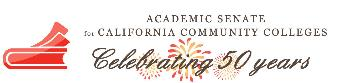 ACADEMIC SENATE
for CALIFORNIA COMMUNITY COLLEGES
Celebrating 50 years